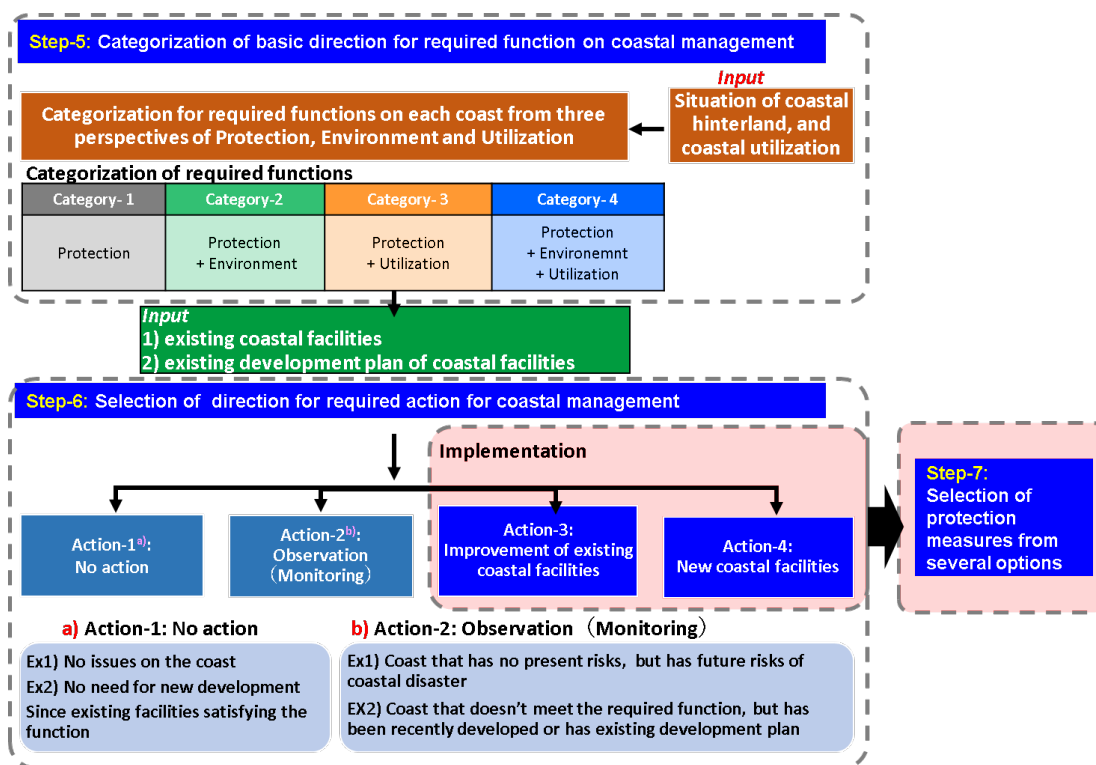 Step-5: Categorization of basic direction for required function on coastal management
Input
Situation of coastal
hinterland, and
coastal utilization
Categorization for required functions on each coast from three
perspectives of Protection, Environment and Utilization
Categorization of required functions
Category- 1
Category-2
Category- 3
Category- 4
Protection
Protection
+ Environment
Protection
+ Utilization
Protection
+ Environemnt
+ Utilization
Input
1) existing coastal facilities
2) existing development plan of coastal facilities
Step-6: Selection of direction for required action for coastal management
Implementation
Action-1a):
No action
Action-2b):
Observation
（Monitoring）
Action-3:
Improvement of existing
coastal facilities
Action-4:
New coastal facilities
Step-7:
Selection of
protection
measures from
several options
a) Action-1: No action
Ex1) No issues on the coast
Ex2) No need for new development
Since existing facilities satisfying the
function
b) Action-2: Observation （Monitoring）
Ex1) Coast that has no present risks, but has future risks of
coastal disaster
EX2) Coast that doesn't meet the required function, but has
been recently developed or has existing development plan